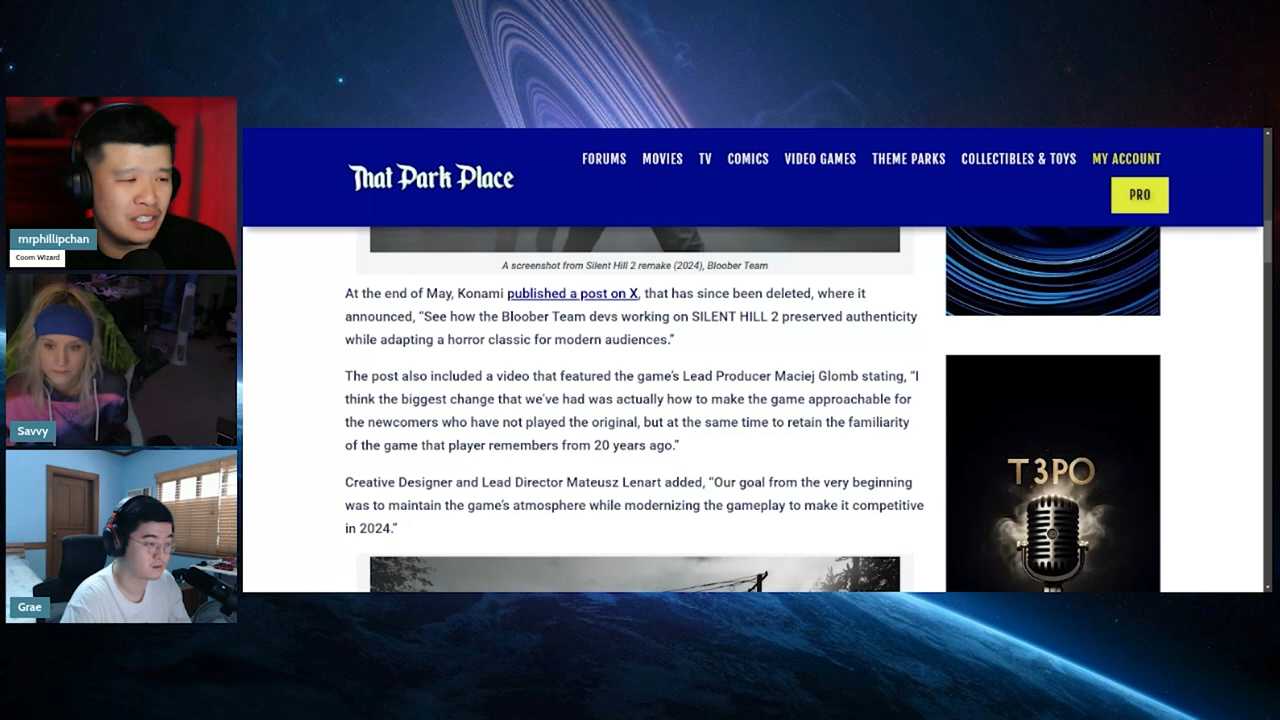 That Park Place
FORUMS MOVIES TV COMICS VIDEO GAMES THEME PARKS COLLECTIBLES & TOYS MY ACCOUNT
PRO
mrphillipchan
Coom Wizard
Savvy
Grae
A screenshot from Silent Hill 2 remake (2024), Bloober Team
At the end of May, Konami published a post on X, that has since been deleted, where it
announced, “See how the Bloober Team devs working on SILENT HILL 2 preserved authenticity
while adapting a horror classic for modern audiences.”
The post also included a video that featured the game’s Lead Producer Maciej Glomb stating, “I
think the biggest change that we’ve had was actually how to make the game approachable for
the newcomers who have not played the original, but at the same time to retain the familiarity
of the game that player remembers from 20 years ago.”
Creative Designer and Lead Director Mateusz Lenart added, “Our goal from the very beginning
was to maintain the game’s atmosphere while modernizing the gameplay to make it competitive
in 2024.”
T3PO